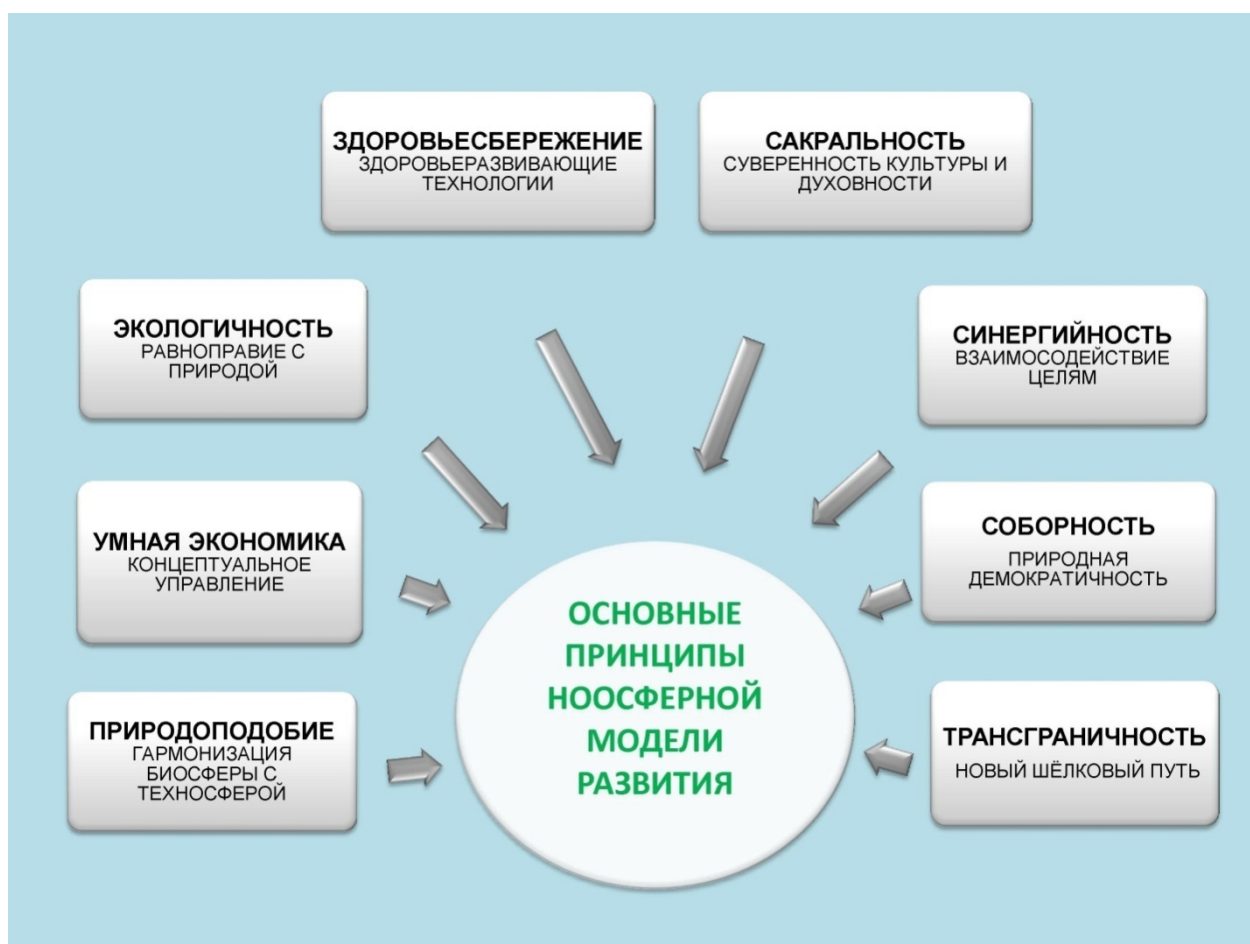 ЗДОРОВЬЕСБЕРЕЖЕНИЕ
ЗДОРОВЬЕРАЗВИВАЮЩИЕ
ТЕХНОЛОГИИ
САКРАЛЬНОСТЬ
СУВЕРЕННОСТЬ КУЛЬТУРЫ И
ДУХОВНОСТИ
ЭКОЛОГИЧНОСТЬ
РАВНОПРАВИЕ С
ПРИРОДОЙ
СИНЕРГИЙНОСТЬ
ВЗАИМОСОДЕЙСТВИЕ
ЦЕЛЯМ
УМНАЯ ЭКОНОМИКА
КОНЦЕПТУАЛЬНОЕ
УПРАВЛЕНИЕ
СОБОРНОСТЬ
ПРИРОДНАЯ
ДЕМОКРАТИЧНОСТЬ
ПРИРОДОПОДОБИЕ
ГАРМОНИЗАЦИЯ
БИОСФЕРЫ С
ТЕХНОСФЕРОЙ
ОСНОВНЫЕ
ПРИНЦИПЫ
НООСФЕРНОЙ
МОДЕЛИ
РАЗВИТИЯ
ТРАНСГРАНИЧНОСТЬ
НОВЫЙ ШЁЛКОВЫЙ ПУТЬ